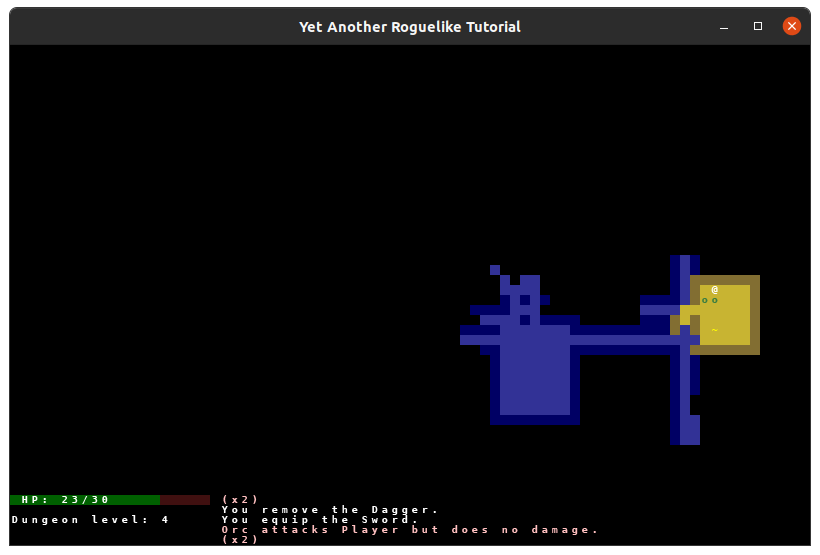 Yet Another Roguelike Tutorial
@
o o
~
HP: 23/30
Dungeon level: 4
(x2)
You remove the Dagger.
You equip the Sword.
Orc attacks Player but does no damage.
(x2)